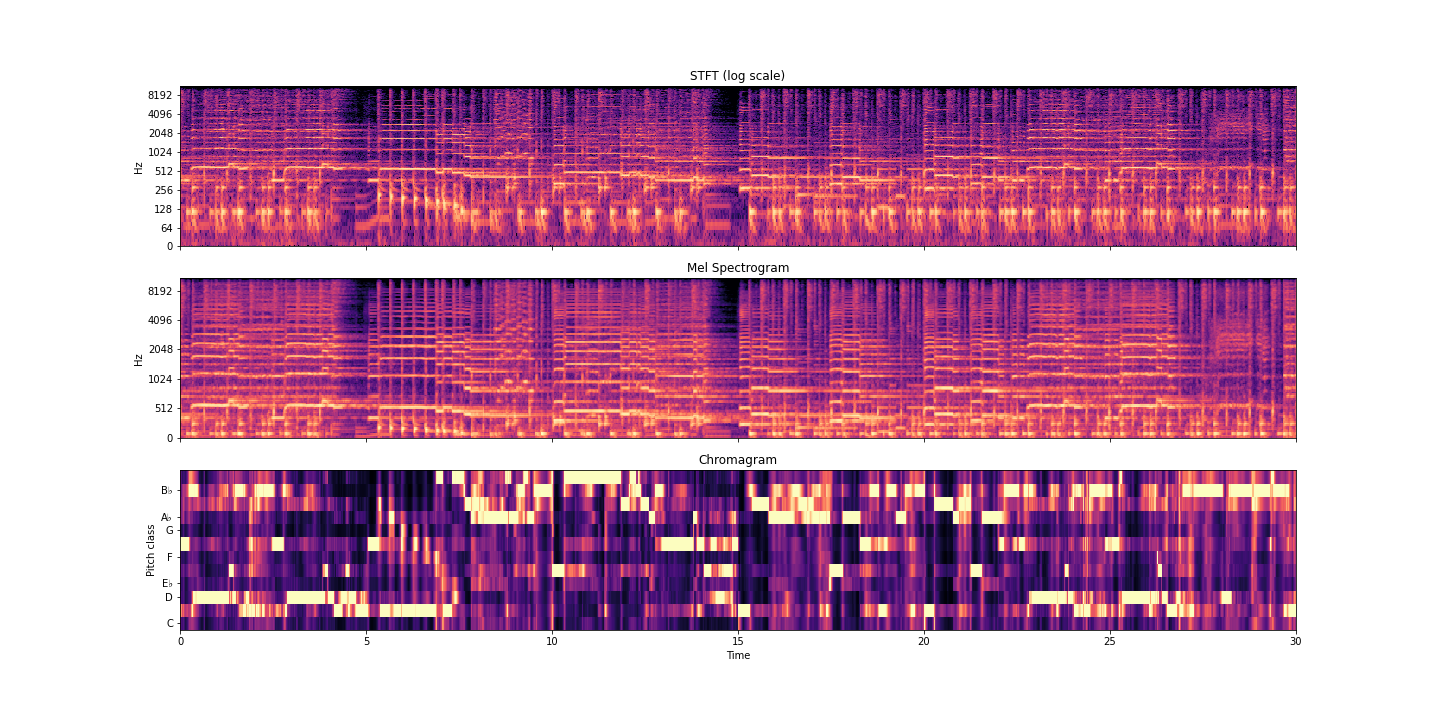 STFT (log scale)
8192
4096
2048
1024
512
256
128
64
0
Hz
Mel Spectrogram
8192
4096
2048
1024
512
0
Hz
Chromagram
B♭
A♭
G
F
E♭
D
C
Pitch class
0 5 10 15 20 25 30
Time